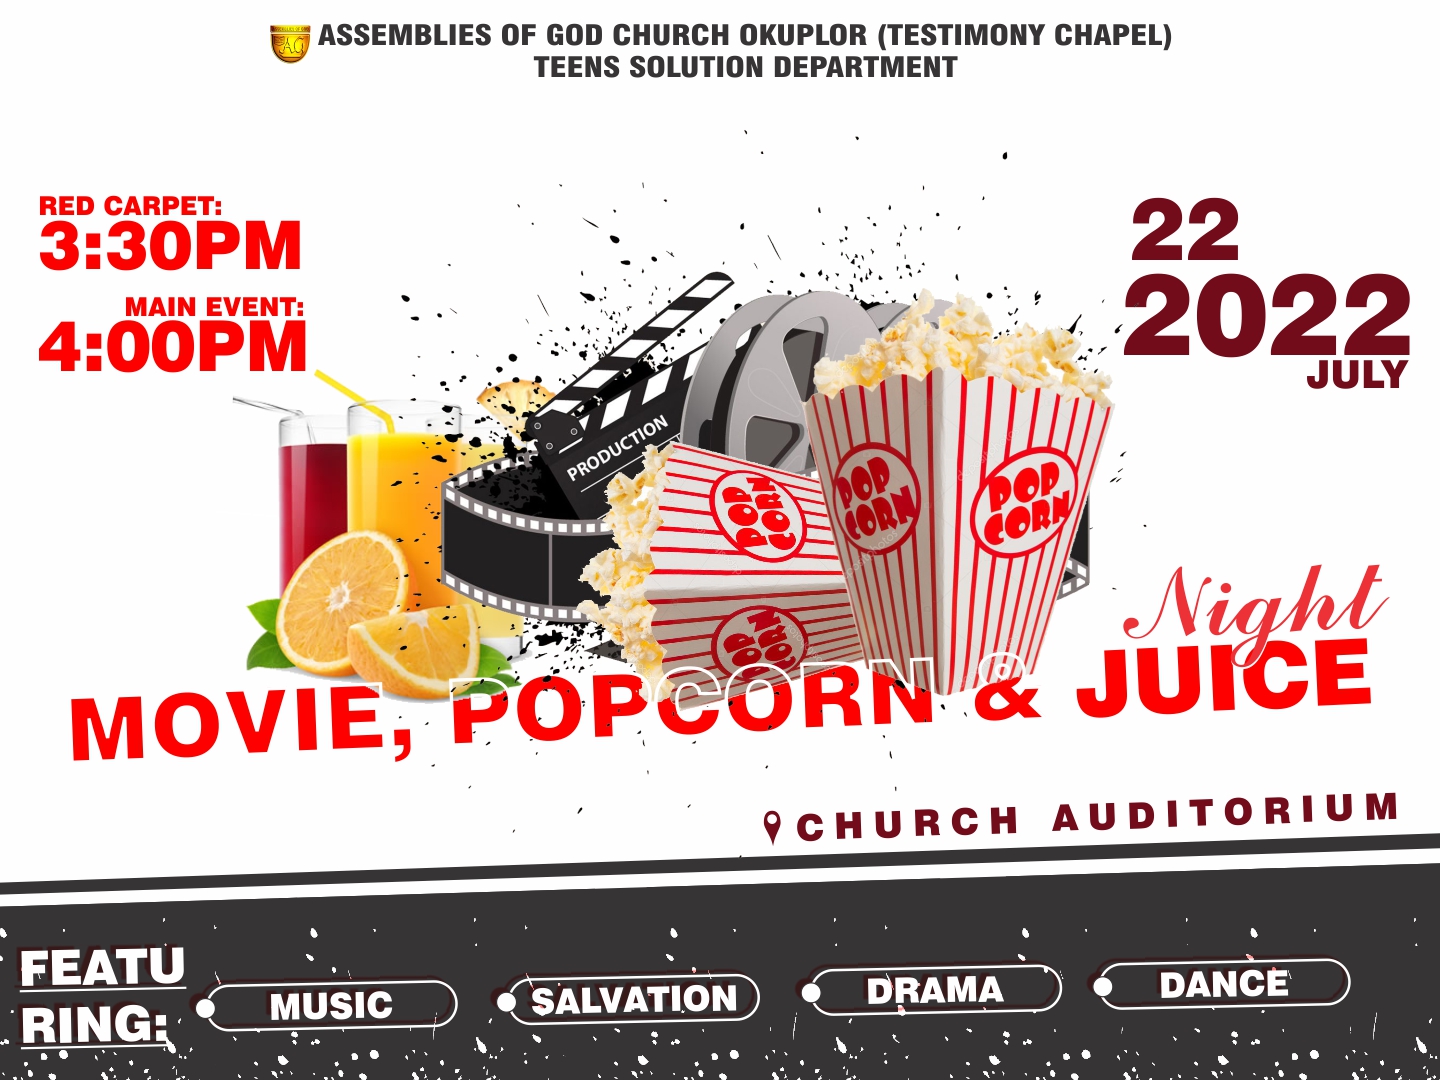 ASSEMBLIES OF GOD CHURCH OKUPLOR (TESTIMONY CHAPEL)
TEENS SOLUTION DEPARTMENT
AG
RED CARPET:
3:30PM
MAIN EVENT:
4:00PM
22
2022
JULY
PRODUCTION
POP
CORN
POP
CORN
POP
CORN
POP
CORN
Night
MOVIE, POPCORN & JUICE
CHURCH AUDITORIUM
FEATU
RING:
MUSIC
SALVATION
DRAMA
DANCE